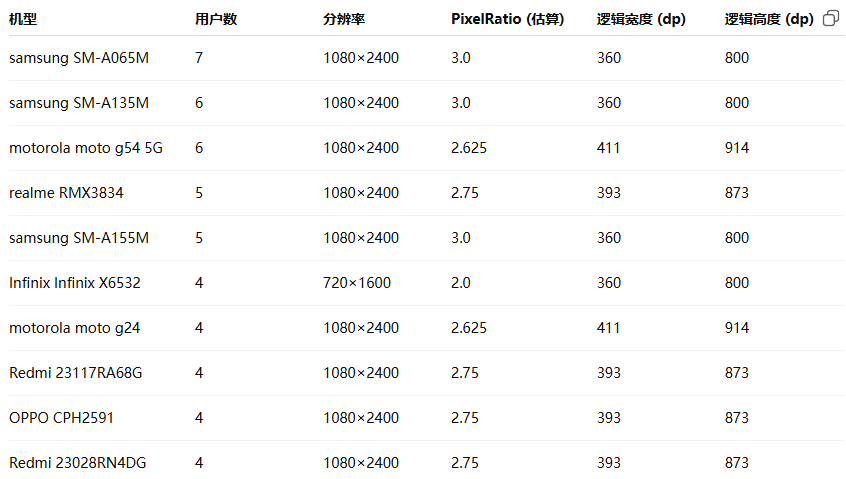 机型 用户数 分辨率 PixelRatio (估算) 逻辑宽度 (dp) 逻辑高度 (dp)
samsung SM-A065M 7 1080×2400 3.0 360 800
samsung SM-A135M 6 1080×2400 3.0 360 800
motorola moto g54 5G 6 1080×2400 2.625 411 914
realme RMX3834 5 1080×2400 2.75 393 873
samsung SM-A155M 5 1080×2400 3.0 360 800
Infinix Infinix X6532 4 720×1600 2.0 360 800
motorola moto g24 4 1080×2400 2.625 411 914
Redmi 23117RA68G 4 1080×2400 2.75 393 873
OPPO CPH2591 4 1080×2400 2.75 393 873
Redmi 23028RN4DG 4 1080×2400 2.75 393 873